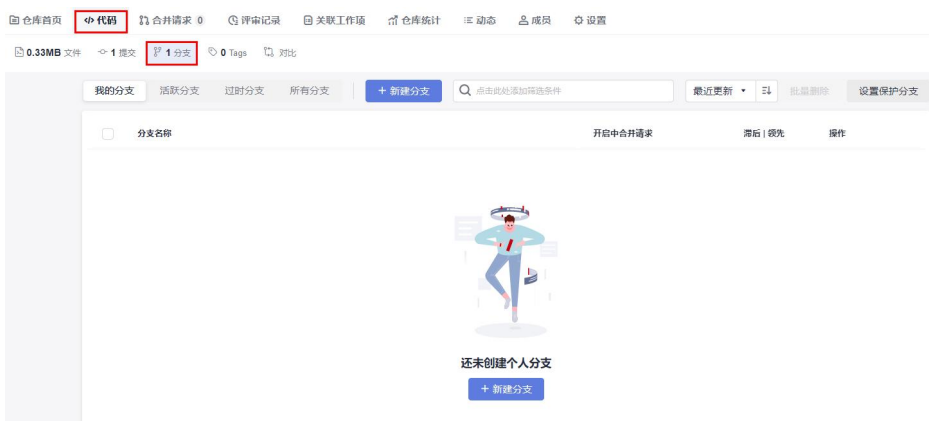 仓库首页 代码 合并请求 0 评审记录 关联工作项 仓库统计 动态 成员 设置
0.33MB 文件 1 提交 1 分支 0 Tags 对比
我的分支 活跃分支 过时分支 所有分支 + 新建分支 点击此处添加筛选条件 最近更新 批量删除 设置保护分支
分支名称 开启中合并请求 滞后 | 领先 操作
还未创建个人分支
+ 新建分支